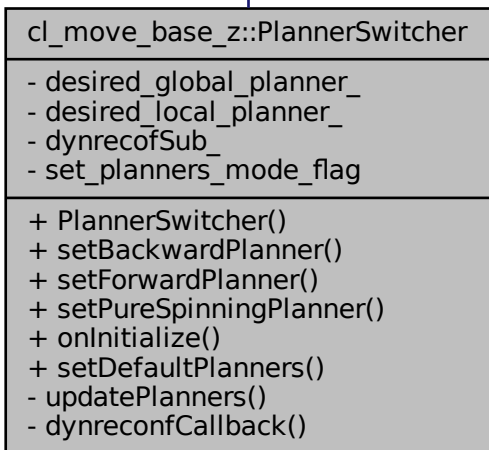 cl_move_base_z::PlannerSwitcher
- desired_global_planner_
- desired_local_planner_
- dynrecofSub_
- set_planners_mode_flag
+ PlannerSwitcher()
+ setBackwardPlanner()
+ setForwardPlanner()
+ setPureSpinningPlanner()
+ onInitialize()
+ setDefaultPlanners()
- updatePlanners()
- dynreconfCallback()